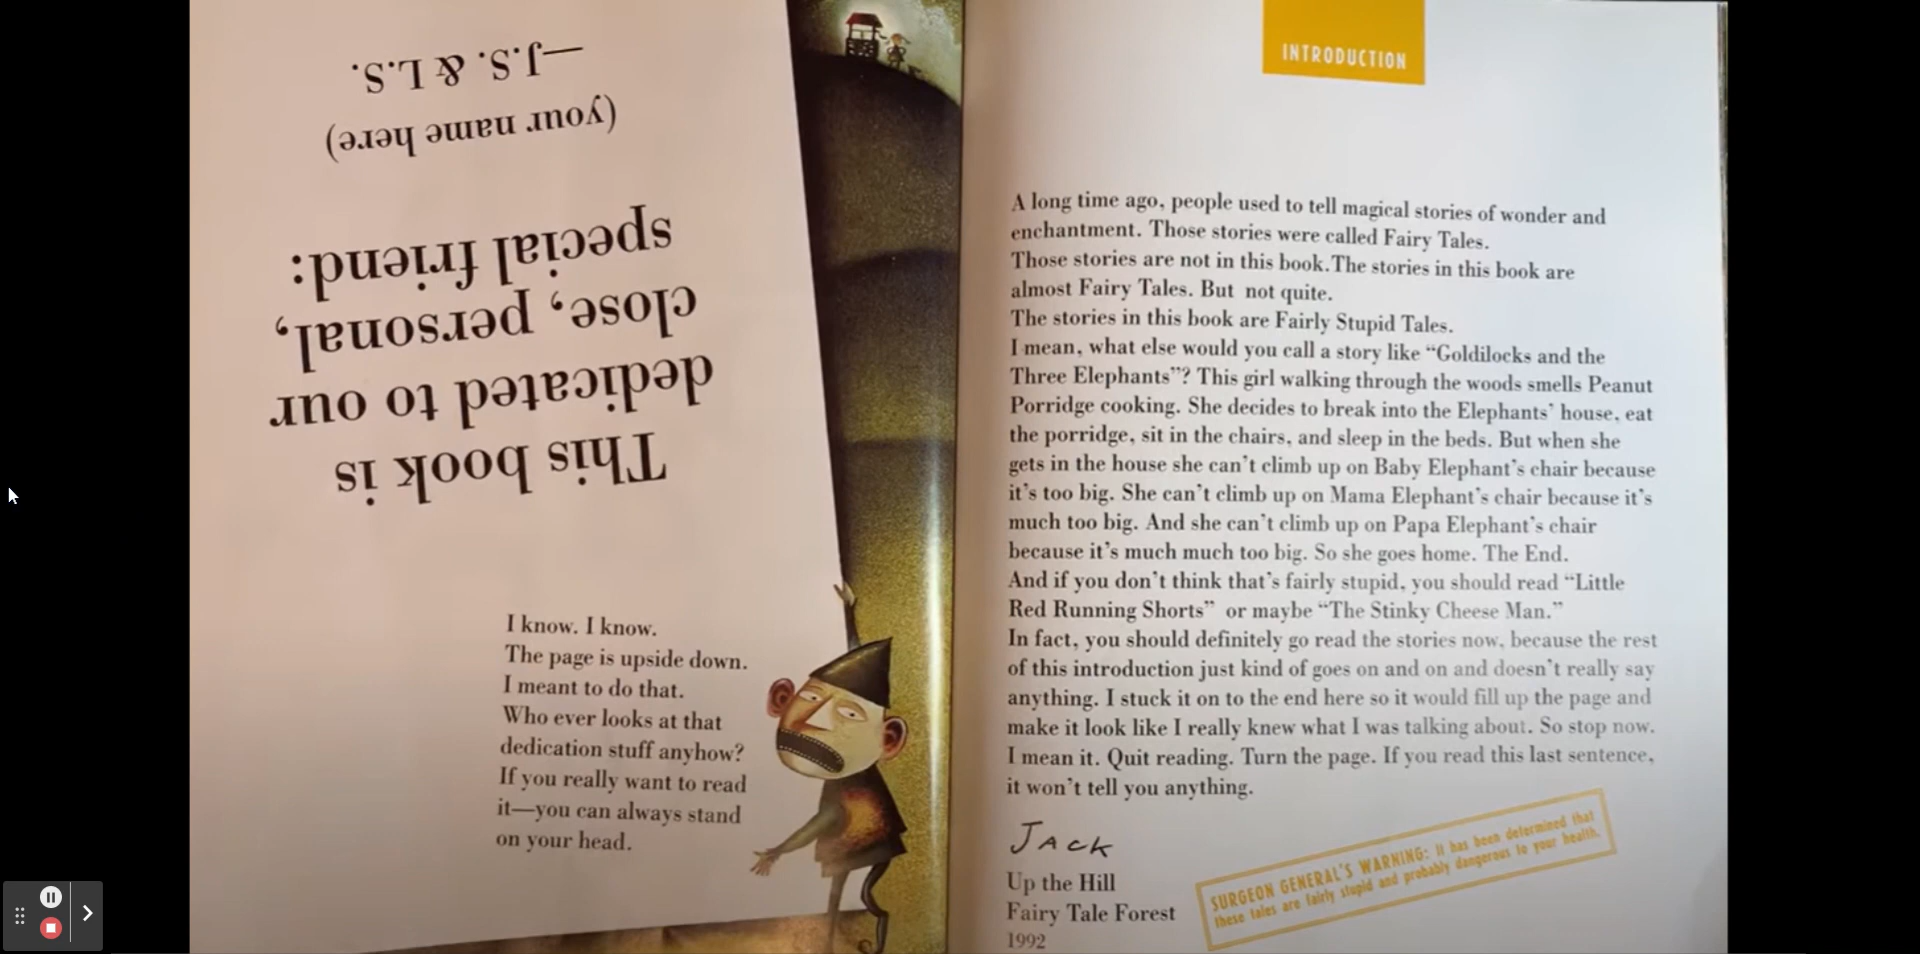 This book is
dedicated to our
close, personal,
special friend:
(your name here)
—J.S. & L.S.
I know. I know.
The page is upside down.
I meant to do that.
Who ever looks at that
dedication stuff anyhow?
If you really want to read
it—you can always stand
on your head.
INTRODUCTION
A long time ago, people used to tell magical stories of wonder and
enchantment. Those stories were called Fairy Tales.
Those stories are not in this book.The stories in this book are
almost Fairy Tales. But not quite.
The stories in this book are Fairly Stupid Tales.
I mean, what else would you call a story like “Goldilocks and the
Three Elephants”? This girl walking through the woods smells Peanut
Porridge cooking. She decides to break into the Elephants’ house, eat
the porridge, sit in the chairs, and sleep in the beds. But when she
gets in the house she can’t climb up on Baby Elephant’s chair because
it’s too big. She can’t climb up on Mama Elephant’s chair because it’s
much too big. And she can’t climb up on Papa Elephant’s chair
because it’s much much too big. So she goes home. The End.
And if you don’t think that’s fairly stupid, you should read “Little
Red Running Shorts” or maybe “The Stinky Cheese Man.”
In fact, you should definitely go read the stories now, because the rest
of this introduction just kind of goes on and on and doesn’t really say
anything. I stuck it on to the end here so it would fill up the page and
make it look like I really knew what I was talking about. So stop now.
I mean it. Quit reading. Turn the page. If you read this last sentence,
it won’t tell you anything.
JACK
Up the Hill
Fairy Tale Forest
1992
SURGEON GENERAL’S WARNING: It has been determined that
these tales are fairly stupid and probably dangerous to your health.